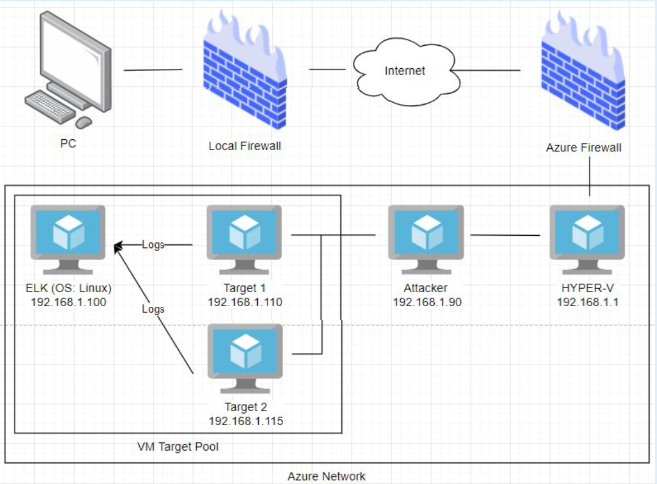 Internet
PC
Local Firewall
Azure Firewall
Logs
ELK (OS: Linux)
192.168.1.100
Target 1
192.168.1.110
Attacker
192.168.1.90
HYPER-V
192.168.1.1
Logs
Target 2
192.168.1.115
VM Target Pool
Azure Network